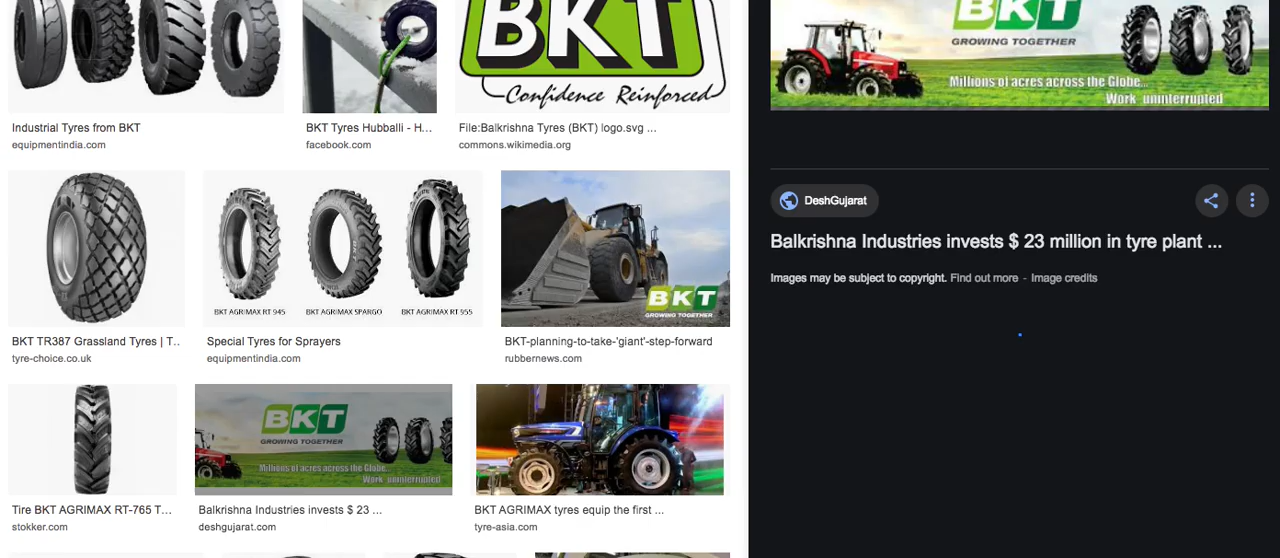 BKT
Confidence Reinforced
Industrial Tyres from BKT
equipmentindia.com
BKT Tyres Hubballi - H...
facebook.com
File:Balkrishna Tyres (BKT) logo.svg ...
commons.wikimedia.org
BKT AGRIMAX RT 945
BKT AGRIMAX SPARGO
BKT AGRIMAX RT 955
BKT
GROWING TOGETHER
BKT TR387 Grassland Tyres | T...
tyre-choice.co.uk
Special Tyres for Sprayers
equipmentindia.com
BKT-planning-to-take-'giant'-step-forward
rubbernews.com
BKT
GROWING TOGETHER
Millions of acres across the Globe...
Work uninterrupted
Tire BKT AGRIMAX RT-765 T...
stokker.com
Balkrishna Industries invests $ 23 ...
deshgujarat.com
BKT AGRIMAX tyres equip the first ...
tyre-asia.com
BKT
GROWING TOGETHER
Millions of acres across the Globe...
Work uninterrupted
DeshGujarat
Balkrishna Industries invests $ 23 million in tyre plant ...
Images may be subject to copyright. Find out more - Image credits